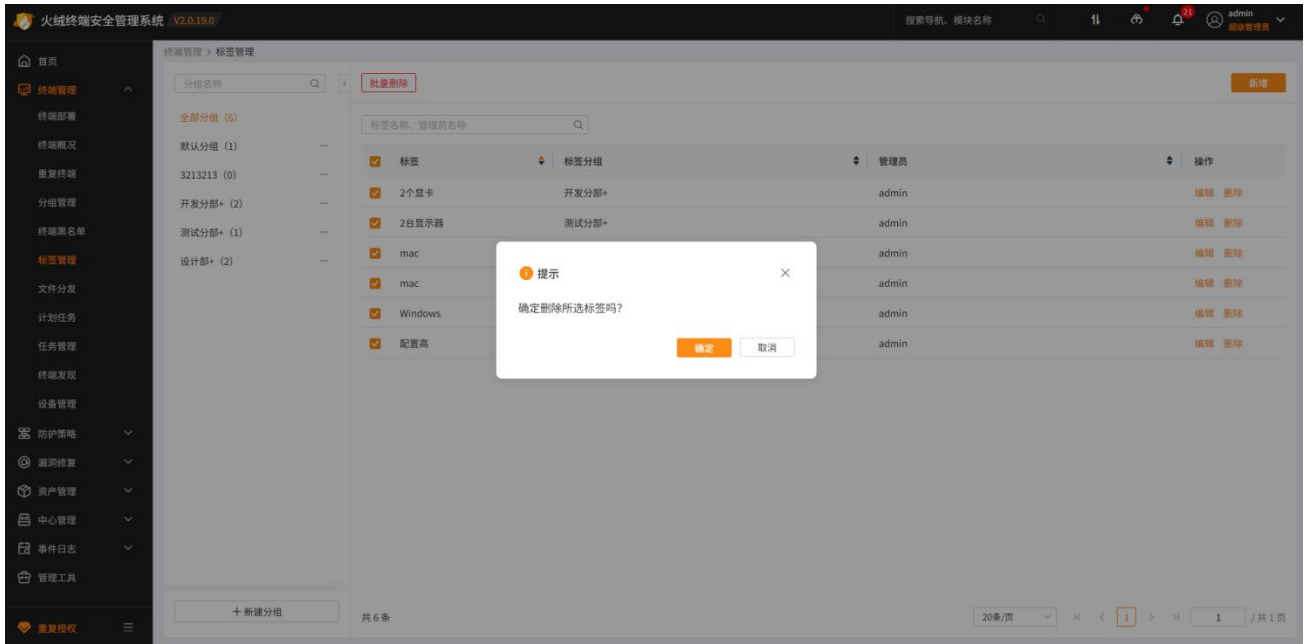 火绒终端安全管理系统 V2.0.19.0
搜索导航、模块名称
21
admin
超级管理员
首页
终端管理
终端部署
终端概况
重复终端
分组管理
终端黑名单
标签管理
文件分发
计划任务
任务管理
终端发现
设备管理
防护策略
漏洞修复
资产管理
中心管理
事件日志
管理工具
重复授权
终端管理 > 标签管理
分组名称
全部分组（6）
默认分组（1） ...
3213213（0） ...
开发分部+（2） ...
测试分部+（1） ...
设计部+（2） ...
+ 新建分组
批量删除
新增
标签名称、管理员名称
标签 标签分组 管理员 操作
2个显卡 开发分部+ admin 编辑 删除
2台显示器 测试分部+ admin 编辑 删除
mac admin 编辑 删除
mac admin 编辑 删除
Windows admin 编辑 删除
配置高 admin 编辑 删除
提示
确定删除所选标签吗?
确定 取消
共 6 条
20条/页 1 1 / 共 1 页